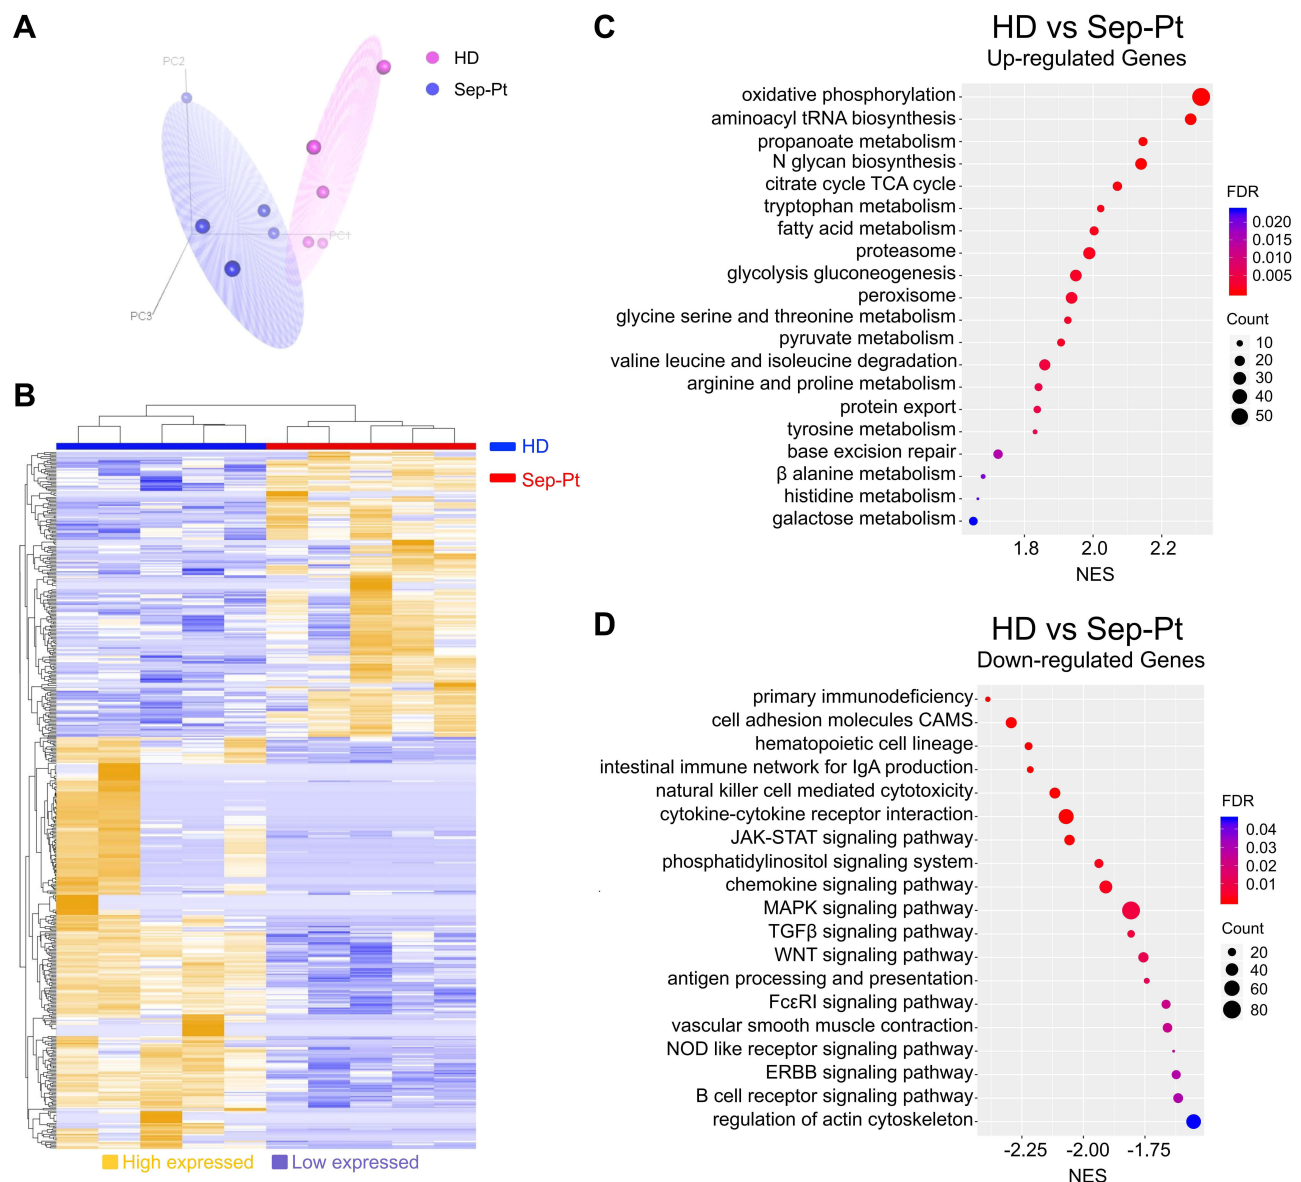 A
PC2
PC1
PC3
HD
Sep-Pt
B
HD
Sep-Pt
High expressed
Low expressed
C
HD vs Sep-Pt
Up-regulated Genes
oxidative phosphorylation
aminoacyl tRNA biosynthesis
propanoate metabolism
N glycan biosynthesis
citrate cycle TCA cycle
tryptophan metabolism
fatty acid metabolism
proteasome
glycolysis gluconeogenesis
peroxisome
glycine serine and threonine metabolism
pyruvate metabolism
valine leucine and isoleucine degradation
arginine and proline metabolism
protein export
tyrosine metabolism
base excision repair
β alanine metabolism
histidine metabolism
galactose metabolism
1.8 2.0 2.2
NES
FDR
0.020
0.015
0.010
0.005
Count
10
20
30
40
50
D
HD vs Sep-Pt
Down-regulated Genes
primary immunodeficiency
cell adhesion molecules CAMS
hematopoietic cell lineage
intestinal immune network for IgA production
natural killer cell mediated cytotoxicity
cytokine-cytokine receptor interaction
JAK-STAT signaling pathway
phosphatidylinositol signaling system
chemokine signaling pathway
MAPK signaling pathway
TGFβ signaling pathway
WNT signaling pathway
antigen processing and presentation
FcεRI signaling pathway
vascular smooth muscle contraction
NOD like receptor signaling pathway
ERBB signaling pathway
B cell receptor signaling pathway
regulation of actin cytoskeleton
-2.25 -2.00 -1.75
NES
FDR
0.04
0.03
0.02
0.01
Count
20
40
60
80